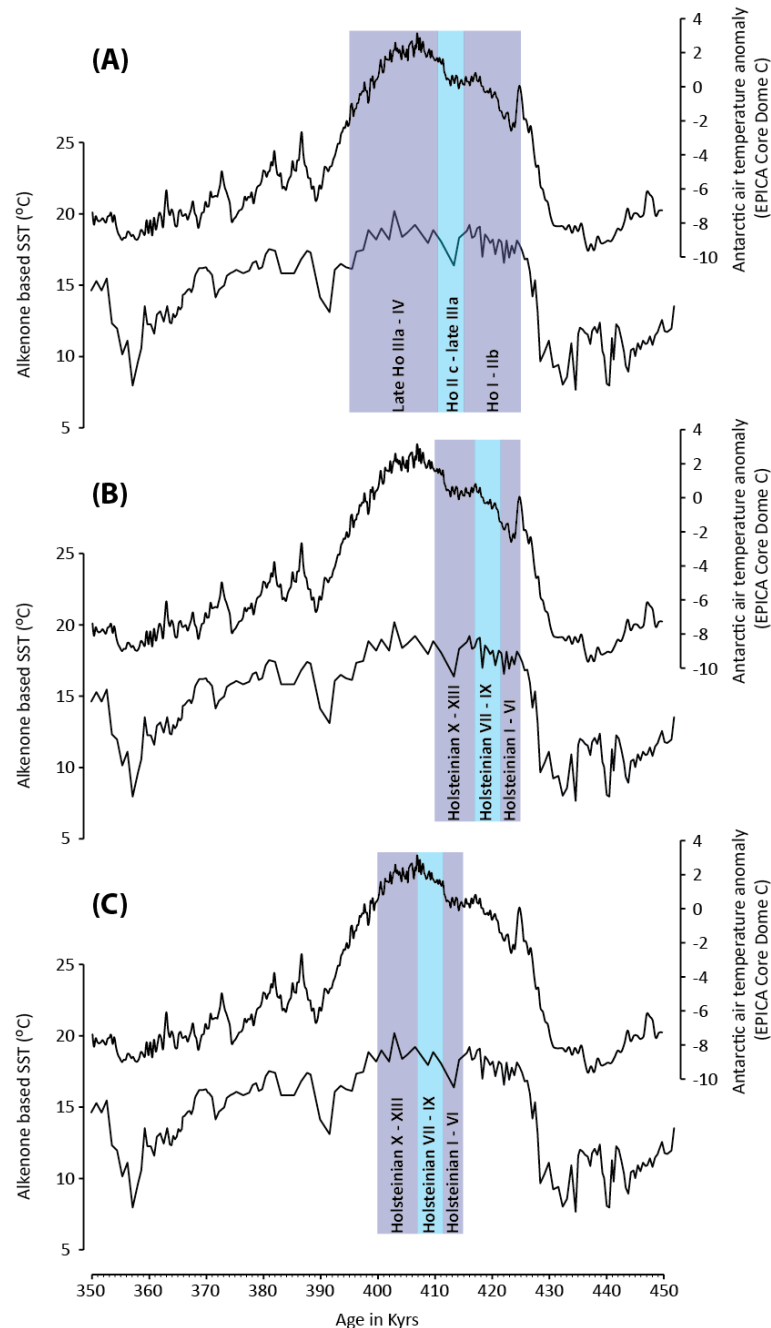 (A)
4
2
0
-2
-4
-6
-8
-10
Antarctic air temperature anomaly
(EPICA Core Dome C)
25
20
15
10
5
Alkenone based SST (⁰C)
Late Ho IIIa - IV
Ho II c - late IIIa
Ho I - IIb
(B)
4
2
0
-2
-4
-6
-8
-10
Antarctic air temperature anomaly
(EPICA Core Dome C)
25
20
15
10
5
Alkenone based SST (⁰C)
Holsteinian X - XIII
Holsteinian VII - IX
Holsteinian I - VI
(C)
4
2
0
-2
-4
-6
-8
-10
Antarctic air temperature anomaly
(EPICA Core Dome C)
25
20
15
10
5
Alkenone based SST (⁰C)
Holsteinian X - XIII
Holsteinian VII - IX
Holsteinian I - VI
350 360 370 380 390 400 410 420 430 440 450
Age in Kyrs